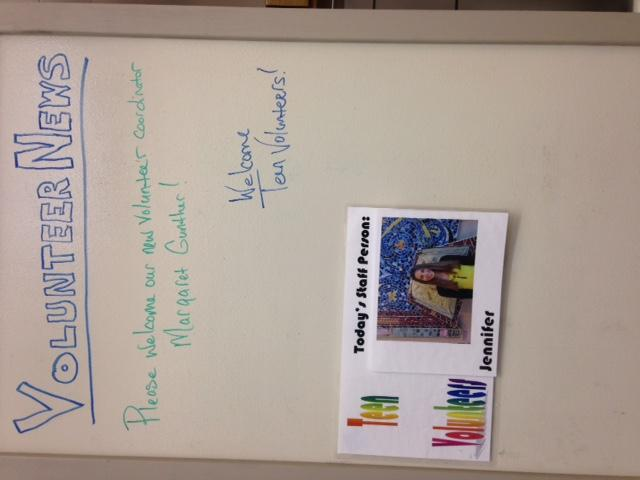 VOLUNTEER NEWS
Please welcome our new volunteer coordinator
Margaret Gunther!
Welcome
Teen Volunteers!
Teen
Volunteers
Today's Staff Person:
Jennifer